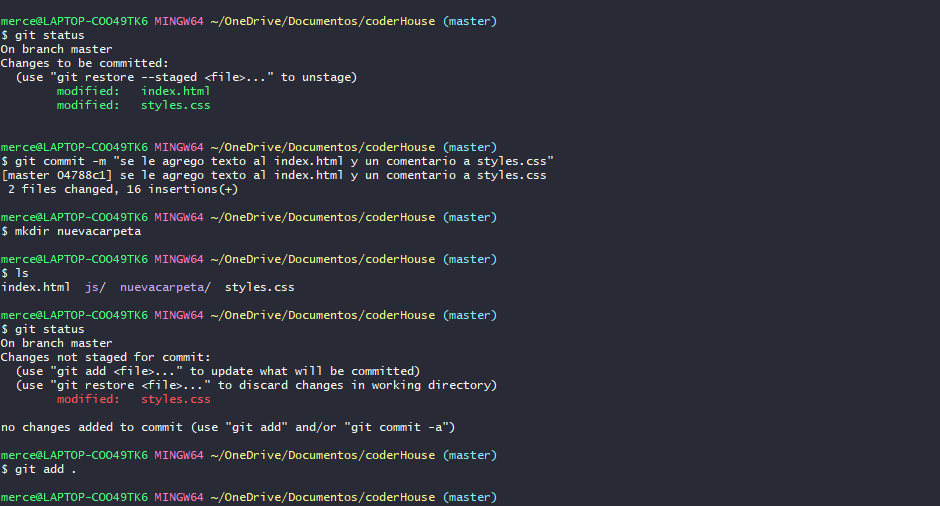 merce@LAPTOP-COO49TK6 MINGW64 ~/OneDrive/Documentos/coderHouse (master)
$ git status
On branch master
Changes to be committed:
  (use "git restore --staged <file>..." to unstage)
        modified:   index.html
        modified:   styles.css

merce@LAPTOP-COO49TK6 MINGW64 ~/OneDrive/Documentos/coderHouse (master)
$ git commit -m "se le agrego texto al index.html y un comentario a styles.css"
[master 04788c1] se le agrego texto al index.html y un comentario a styles.css
 2 files changed, 16 insertions(+)

merce@LAPTOP-COO49TK6 MINGW64 ~/OneDrive/Documentos/coderHouse (master)
$ mkdir nuevacarpeta

merce@LAPTOP-COO49TK6 MINGW64 ~/OneDrive/Documentos/coderHouse (master)
$ ls
index.html  js/  nuevacarpeta/  styles.css

merce@LAPTOP-COO49TK6 MINGW64 ~/OneDrive/Documentos/coderHouse (master)
$ git status
On branch master
Changes not staged for commit:
  (use "git add <file>..." to update what will be committed)
  (use "git restore <file>..." to discard changes in working directory)
        modified:   styles.css

no changes added to commit (use "git add" and/or "git commit -a")

merce@LAPTOP-COO49TK6 MINGW64 ~/OneDrive/Documentos/coderHouse (master)
$ git add .

merce@LAPTOP-COO49TK6 MINGW64 ~/OneDrive/Documentos/coderHouse (master)